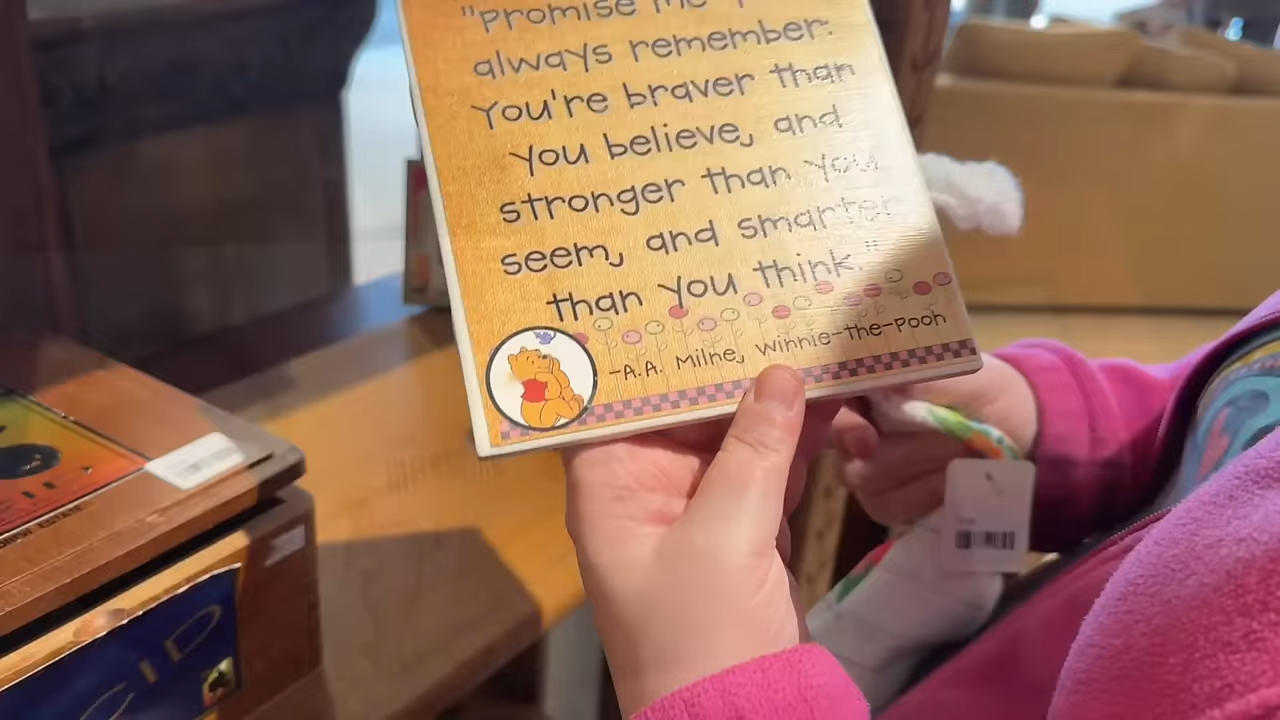 "promise me
always remember:
You're braver than
you believe, and
stronger than you
seem, and smarter
than you think."
-A.A. Milne, Winnie-the-Pooh
CID